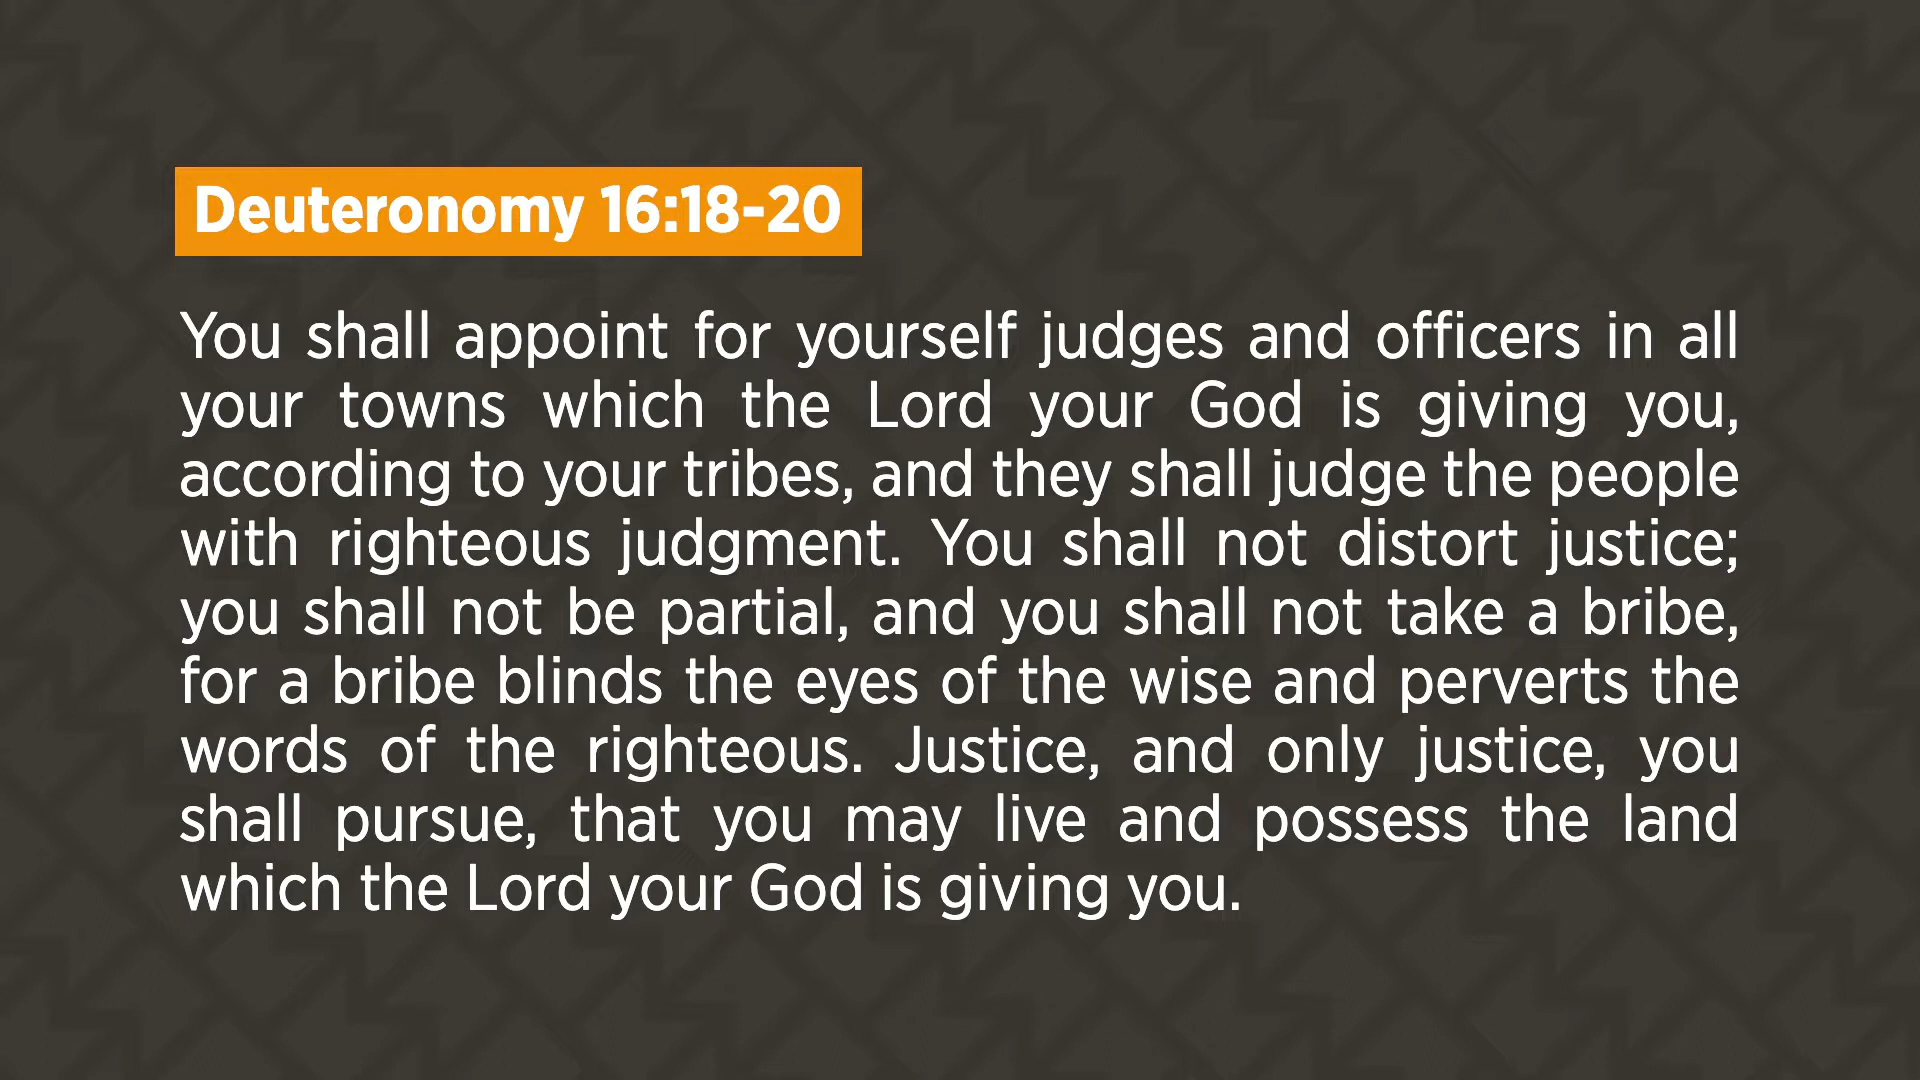 Deuteronomy 16:18-20
You shall appoint for yourself judges and officers in all
your towns which the Lord your God is giving you,
according to your tribes, and they shall judge the people
with righteous judgment. You shall not distort justice;
you shall not be partial, and you shall not take a bribe,
for a bribe blinds the eyes of the wise and perverts the
words of the righteous. Justice, and only justice, you
shall pursue, that you may live and possess the land
which the Lord your God is giving you.